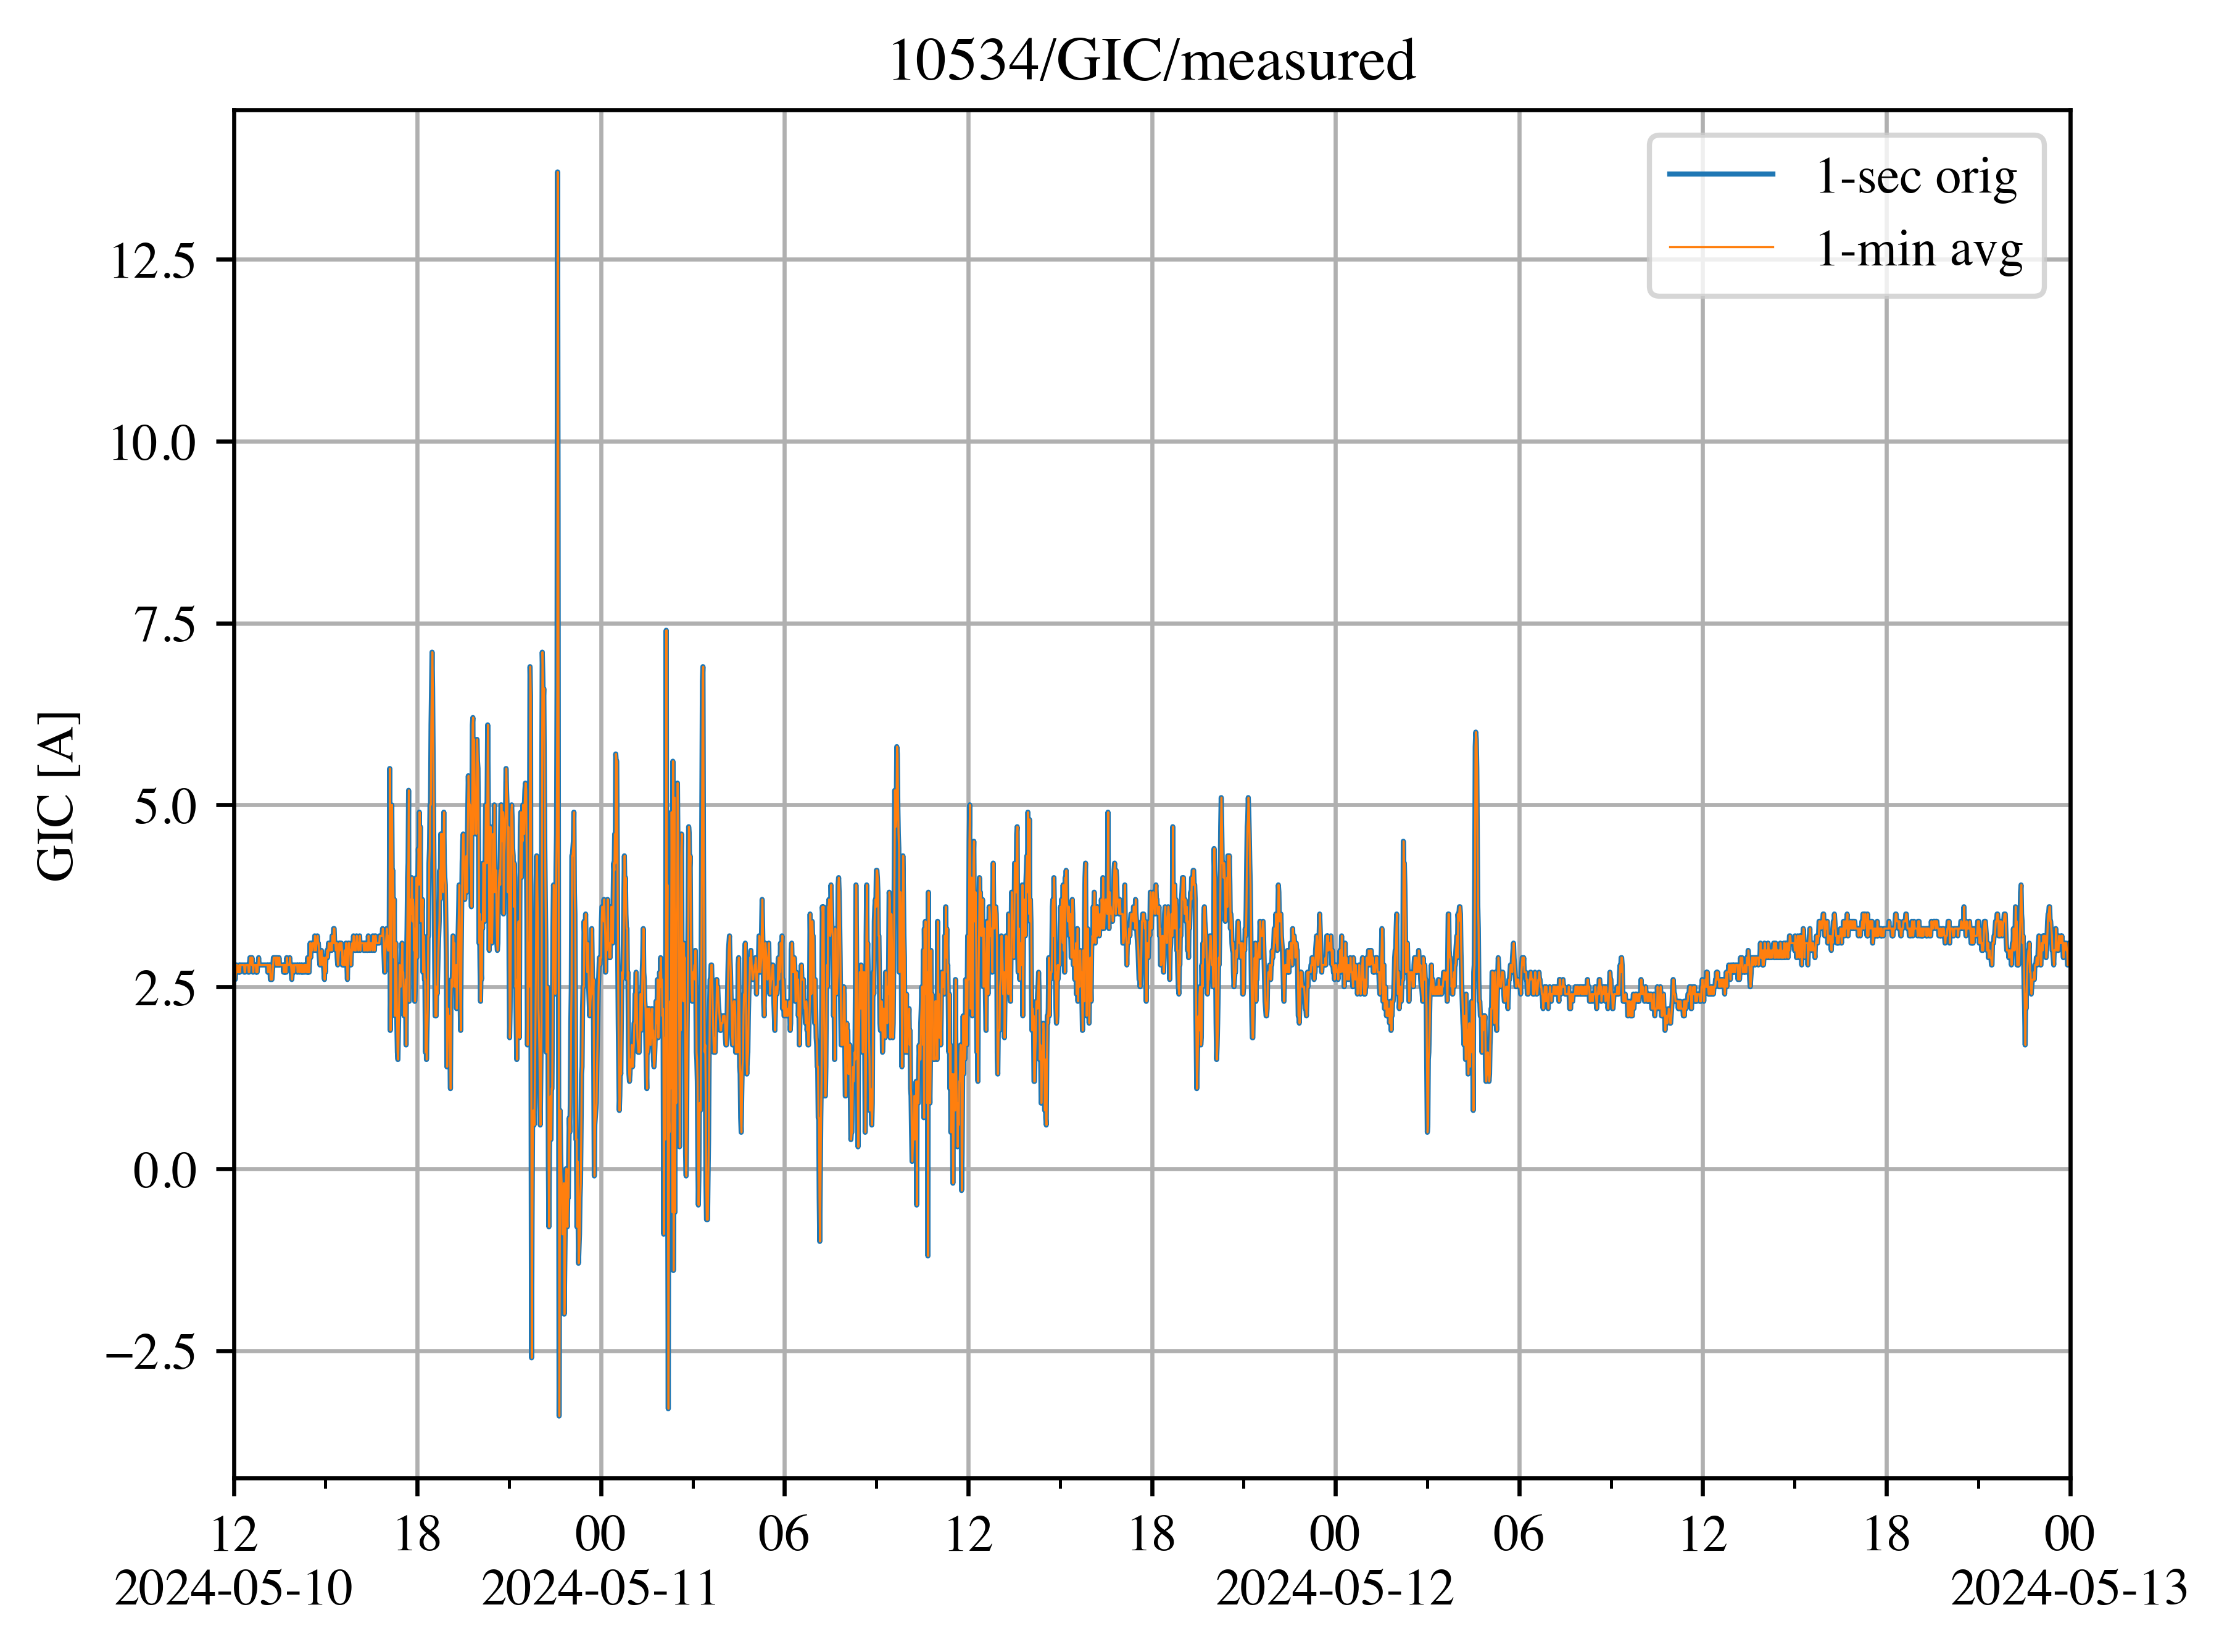 10534/GIC/measured
1-sec orig
1-min avg
12.5
10.0
7.5
5.0
2.5
0.0
−2.5
GIC [A]
12 18 00 06 12 18 00 06 12 18 00
2024-05-10 2024-05-11 2024-05-12 2024-05-13